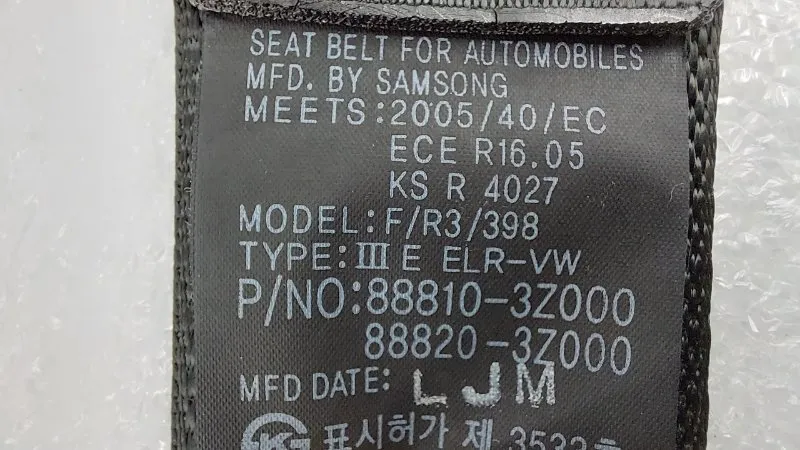 SEAT BELT FOR AUTOMOBILES
MFD. BY SAMSONG
MEETS:2005/40/EC
ECE R16.05
KS R 4027
MODEL:F/R3/398
TYPE:Ⅲ E ELR-VW
P/NO:88810-3Z000
88820-3Z000
MFD DATE: LJM
표시허가 제